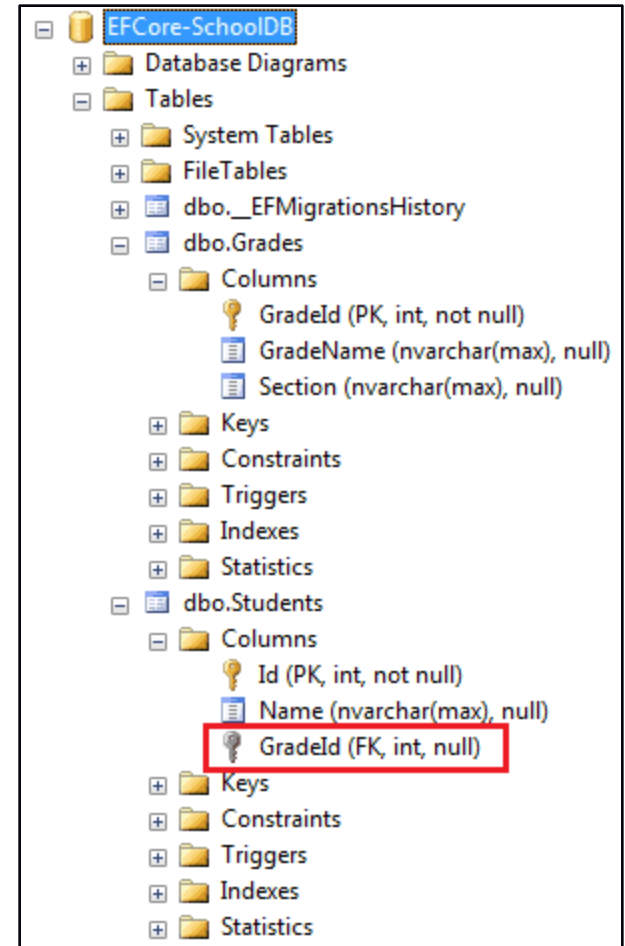 EFCore-SchoolDB
Database Diagrams
Tables
System Tables
FileTables
dbo.__EFMigrationsHistory
dbo.Grades
Columns
GradeId (PK, int, not null)
GradeName (nvarchar(max), null)
Section (nvarchar(max), null)
Keys
Constraints
Triggers
Indexes
Statistics
dbo.Students
Columns
Id (PK, int, not null)
Name (nvarchar(max), null)
GradeId (FK, int, null)
Keys
Constraints
Triggers
Indexes
Statistics